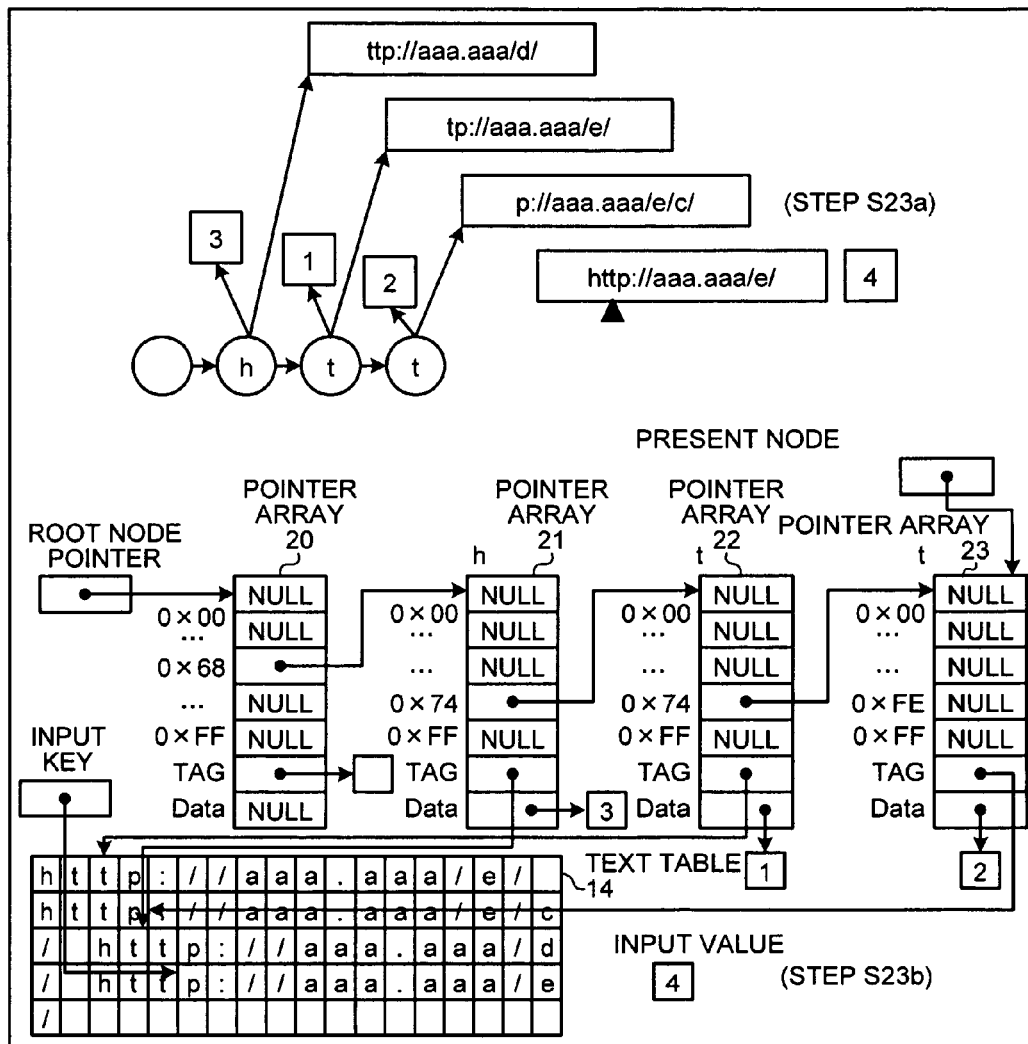 ttp://aaa.aaa/d/
tp://aaa.aaa/e/
p://aaa.aaa/e/c/ (STEP S23a)
3 1 2 http://aaa.aaa/e/ 4
h t t
PRESENT NODE
ROOT NODE POINTER
POINTER ARRAY 20
POINTER ARRAY 21
POINTER ARRAY 22
POINTER ARRAY 23
h t t
NULL NULL NULL NULL
0×00 NULL 0×00 NULL 0×00 NULL 0×00 NULL
... ... ... ...
0×68 ... NULL ... NULL ... NULL
... NULL 0×74 0×74 0×FE NULL
0×FF NULL 0×FF NULL 0×FF NULL 0×FF NULL
INPUT KEY
TAG TAG TAG TAG
Data NULL Data 3 Data Data
TEXT TABLE 1 2
14
h t t p : / / a a a . a a a / e /
h t t p / / a a a . a a a / e / c
/ h t t p : / / a a a . a a a / d
/ h t t p : / / a a a . a a a / e
/
INPUT VALUE
4 (STEP S23b)